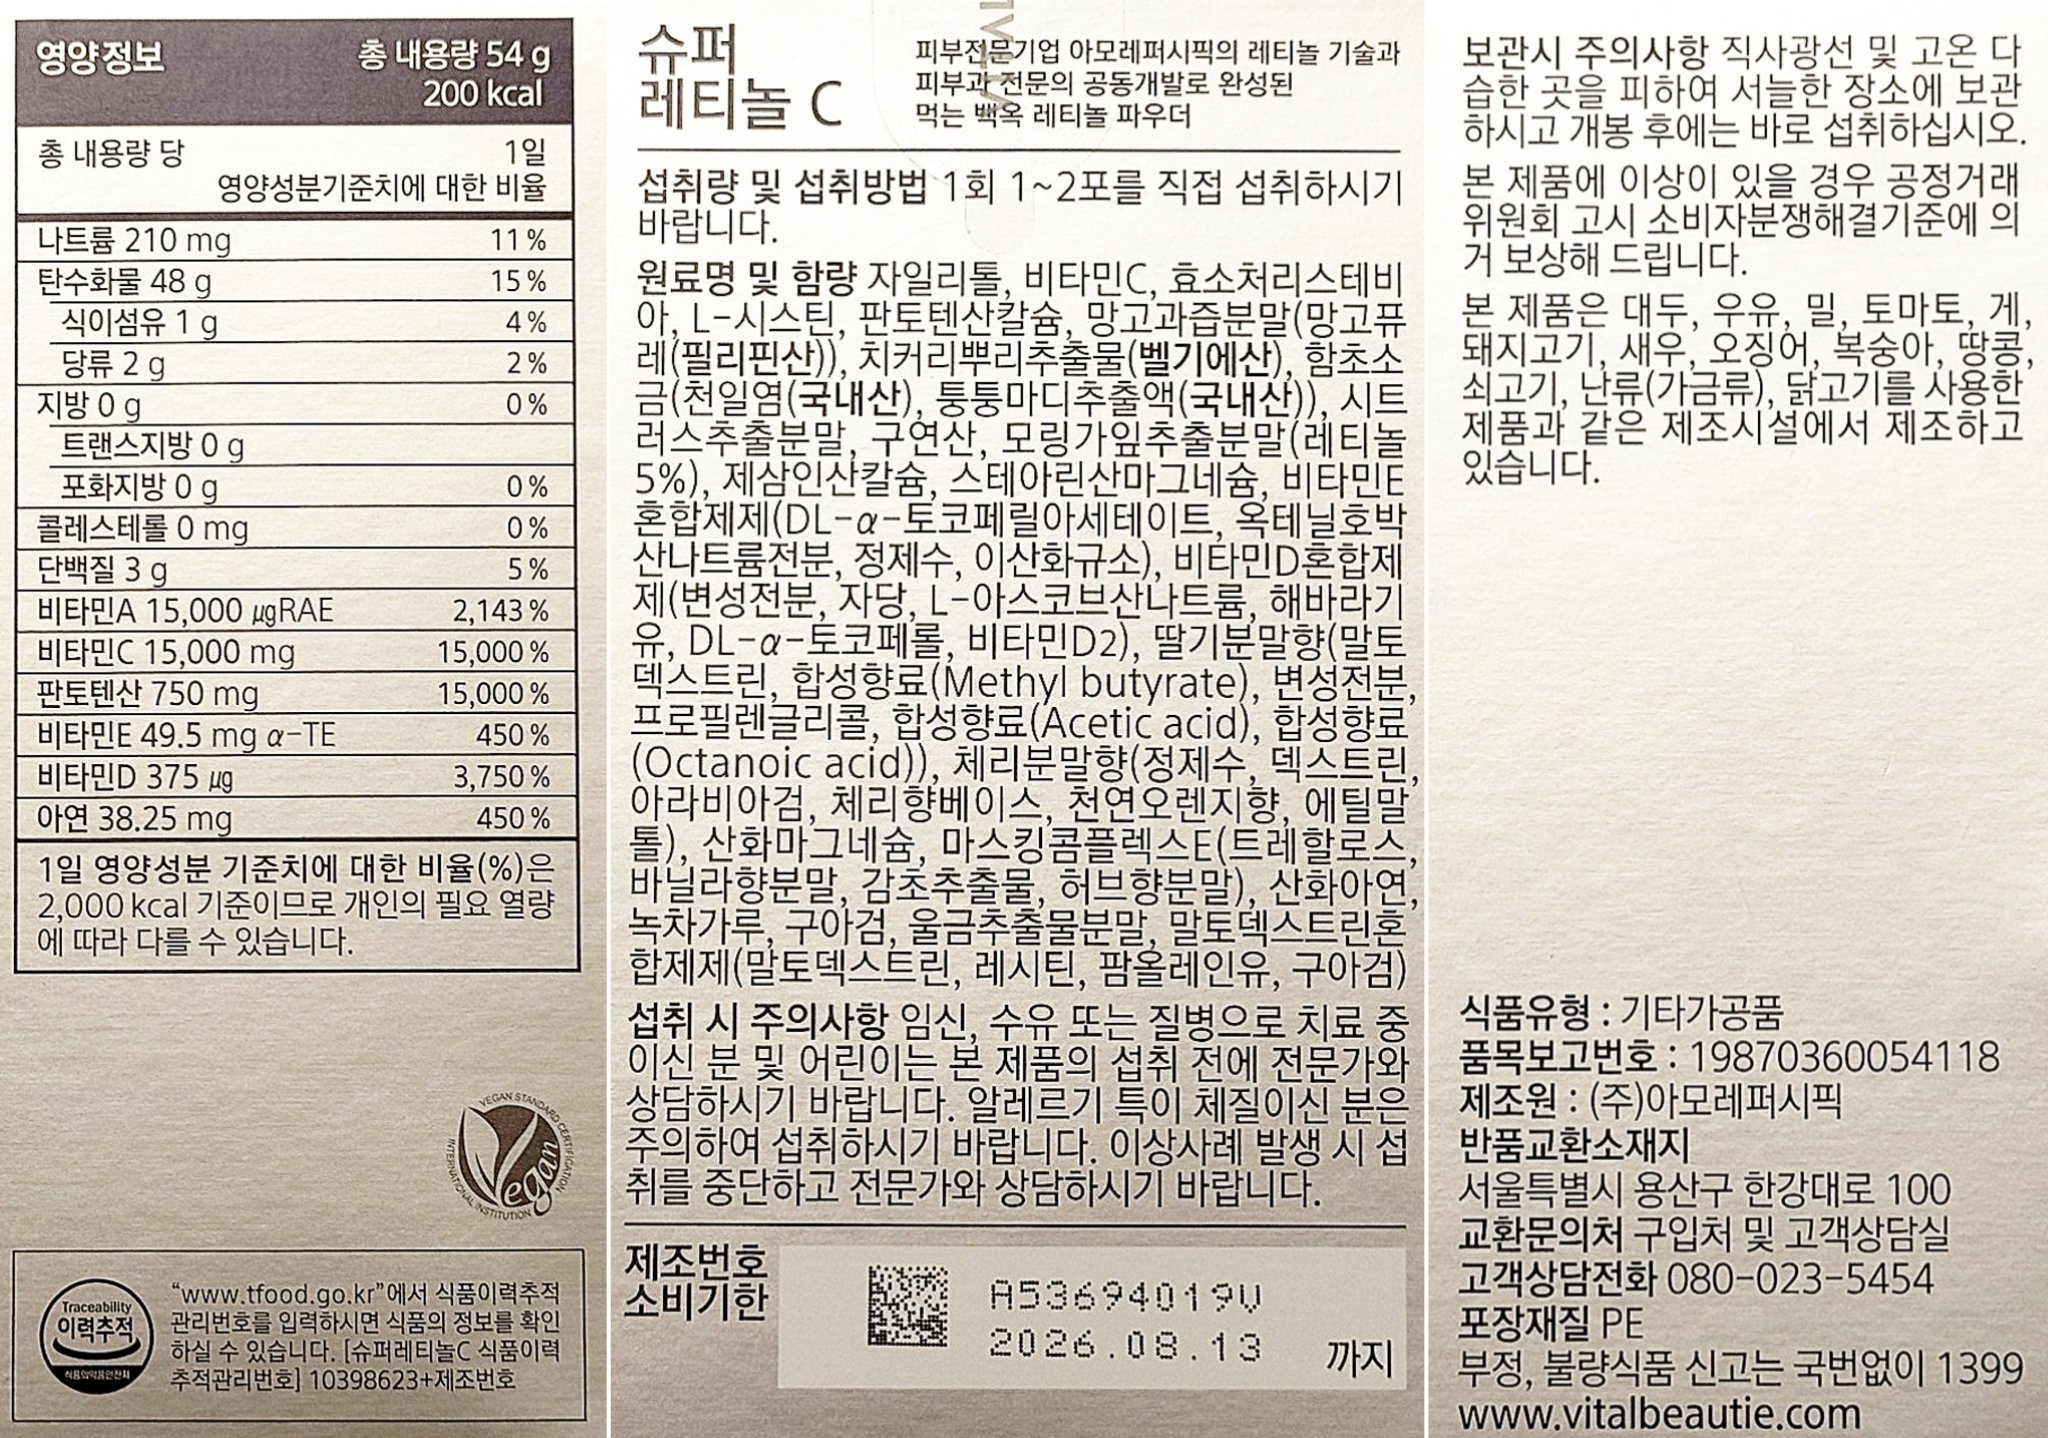 영양정보
총 내용량 54 g
200 kcal
총 내용량 당
1일
영양성분기준치에 대한 비율
나트륨 210 mg 11 %
탄수화물 48 g 15 %
식이섬유 1 g 4 %
당류 2 g 2 %
지방 0 g 0 %
트랜스지방 0 g
포화지방 0 g 0 %
콜레스테롤 0 mg 0 %
단백질 3 g 5 %
비타민A 15,000 ㎍RAE 2,143 %
비타민C 15,000 mg 15,000 %
판토텐산 750 mg 15,000 %
비타민E 49.5 mg α-TE 450 %
비타민D 375 ㎍ 3,750 %
아연 38.25 mg 450 %
1일 영양성분 기준치에 대한 비율(%)은
2,000 kcal 기준이므로 개인의 필요 열량
에 따라 다를 수 있습니다.
VEGAN STANDARD CERTIFICATION
Vegan
INTERNATIONAL INSTITUTION
Traceability
이력추적
식품의약품안전처
“www.tfood.go.kr”에서 식품이력추적
관리번호를 입력하시면 식품의 정보를 확인
하실 수 있습니다. [슈퍼레티놀C 식품이력
추적관리번호] 10398623+제조번호
슈퍼
레티놀 C
피부전문기업 아모레퍼시픽의 레티놀 기술과
피부과 전문의 공동개발로 완성된
먹는 백옥 레티놀 파우더
섭취량 및 섭취방법 1회 1~2포를 직접 섭취하시기
바랍니다.
원료명 및 함량 자일리톨, 비타민C, 효소처리스테비
아, L-시스틴, 판토텐산칼슘, 망고과즙분말(망고퓨
레(필리핀산)), 치커리뿌리추출물(벨기에산), 함초소
금(천일염(국내산), 퉁퉁마디추출액(국내산)), 시트
러스추출분말, 구연산, 모링가잎추출분말(레티놀
5%), 제삼인산칼슘, 스테아린산마그네슘, 비타민E
혼합제제(DL-α-토코페릴아세테이트, 옥테닐호박
산나트륨전분, 정제수, 이산화규소), 비타민D혼합제
제(변성전분, 자당, L-아스코브산나트륨, 해바라기
유, DL-α-토코페롤, 비타민D2), 딸기분말향(말토
덱스트린, 합성향료(Methyl butyrate), 변성전분,
프로필렌글리콜, 합성향료(Acetic acid), 합성향료
(Octanoic acid)), 체리분말향(정제수, 덱스트린,
아라비아검, 체리향베이스, 천연오렌지향, 에틸말
톨), 산화마그네슘, 마스킹콤플렉스E(트레할로스,
바닐라향분말, 감초추출물, 허브향분말), 산화아연,
녹차가루, 구아검, 울금추출물분말, 말토덱스트린혼
합제제(말토덱스트린, 레시틴, 팜올레인유, 구아검)
섭취 시 주의사항 임신, 수유 또는 질병으로 치료 중
이신 분 및 어린이는 본 제품의 섭취 전에 전문가와
상담하시기 바랍니다. 알레르기 특이 체질이신 분은
주의하여 섭취하시기 바랍니다. 이상사례 발생 시 섭
취를 중단하고 전문가와 상담하시기 바랍니다.
제조번호
소비기한
A53694019V
2026.08.13
까지
보관시 주의사항 직사광선 및 고온 다
습한 곳을 피하여 서늘한 장소에 보관
하시고 개봉 후에는 바로 섭취하십시오.
본 제품에 이상이 있을 경우 공정거래
위원회 고시 소비자분쟁해결기준에 의
거 보상해 드립니다.
본 제품은 대두, 우유, 밀, 토마토, 게,
돼지고기, 새우, 오징어, 복숭아, 땅콩,
쇠고기, 난류(가금류), 닭고기를 사용한
제품과 같은 제조시설에서 제조하고
있습니다.
식품유형 : 기타가공품
품목보고번호 : 19870360054118
제조원 : (주)아모레퍼시픽
반품교환소재지
서울특별시 용산구 한강대로 100
교환문의처 구입처 및 고객상담실
고객상담전화 080-023-5454
포장재질 PE
부정, 불량식품 신고는 국번없이 1399
www.vitalbeautie.com